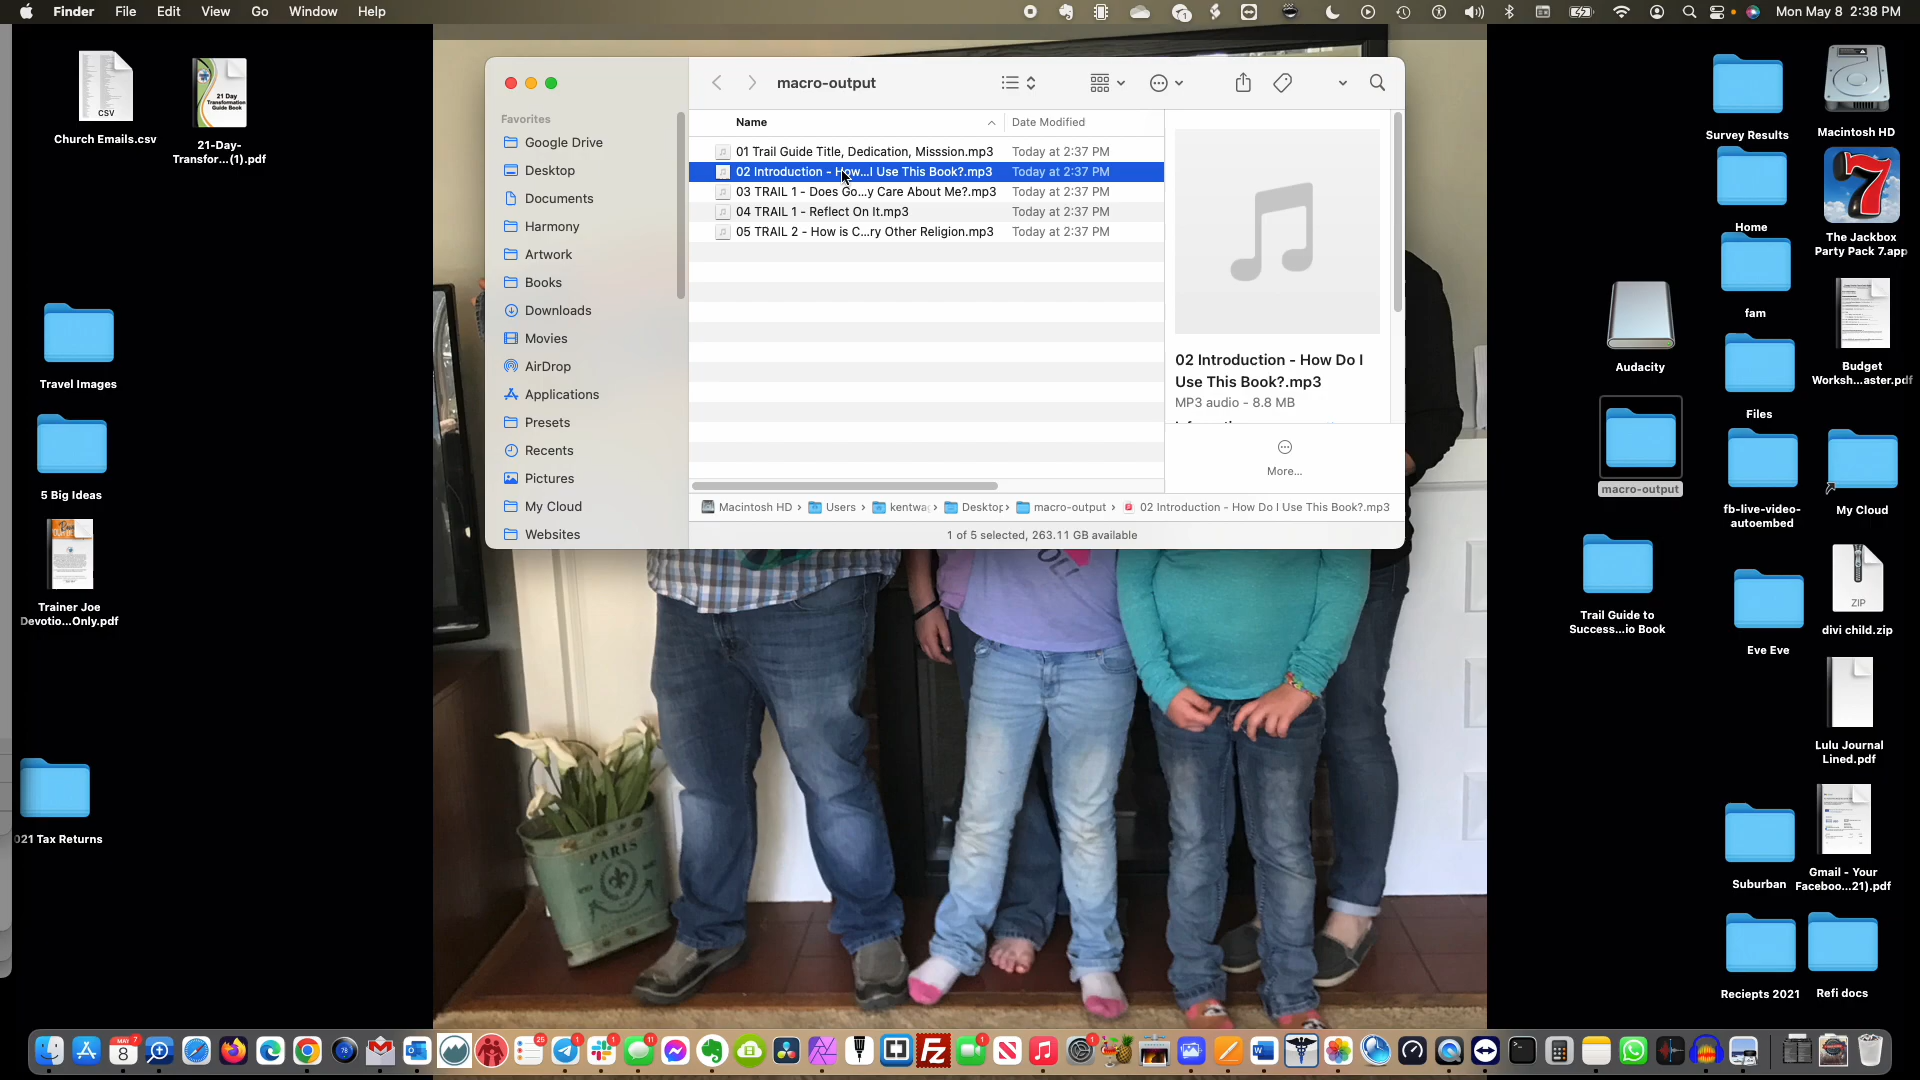 Finder File Edit View Go Window Help
Mon May 8 2:38 PM
CSV
Church Emails.csv
21 Day
Transformation
Guide Book
21-Day-
Transfor...(1).pdf
Travel Images
5 Big Ideas
Trainer Joe
Devotio...Only.pdf
021 Tax Returns
macro-output
Favorites
Google Drive
Desktop
Documents
Harmony
Artwork
Books
Downloads
Movies
AirDrop
Applications
Presets
Recents
Pictures
My Cloud
Websites
Name Date Modified
01 Trail Guide Title, Dedication, Misssion.mp3 Today at 2:37 PM
02 Introduction - How...I Use This Book?.mp3 Today at 2:37 PM
03 TRAIL 1 - Does Go...y Care About Me?.mp3 Today at 2:37 PM
04 TRAIL 1 - Reflect On It.mp3 Today at 2:37 PM
05 TRAIL 2 - How is C...ry Other Religion.mp3 Today at 2:37 PM
02 Introduction - How Do I
Use This Book?.mp3
MP3 audio - 8.8 MB
More...
Macintosh HD › Users › kentwa › Desktop › macro-output › 02 Introduction - How Do I Use This Book?.mp3
1 of 5 selected, 263.11 GB available
PARIS
Survey Results
Macintosh HD
Home
7
The Jackbox
Party Pack 7.app
fam
Audacity
Budget
Worksh...aster.pdf
Files
macro-output
fb-live-video-
autoembed
My Cloud
Trail Guide to
Success...io Book
ZIP
divi child.zip
Eve Eve
Lulu Journal
Lined.pdf
Suburban
Gmail - Your
Faceboo...21).pdf
Reciepts 2021
Refi docs